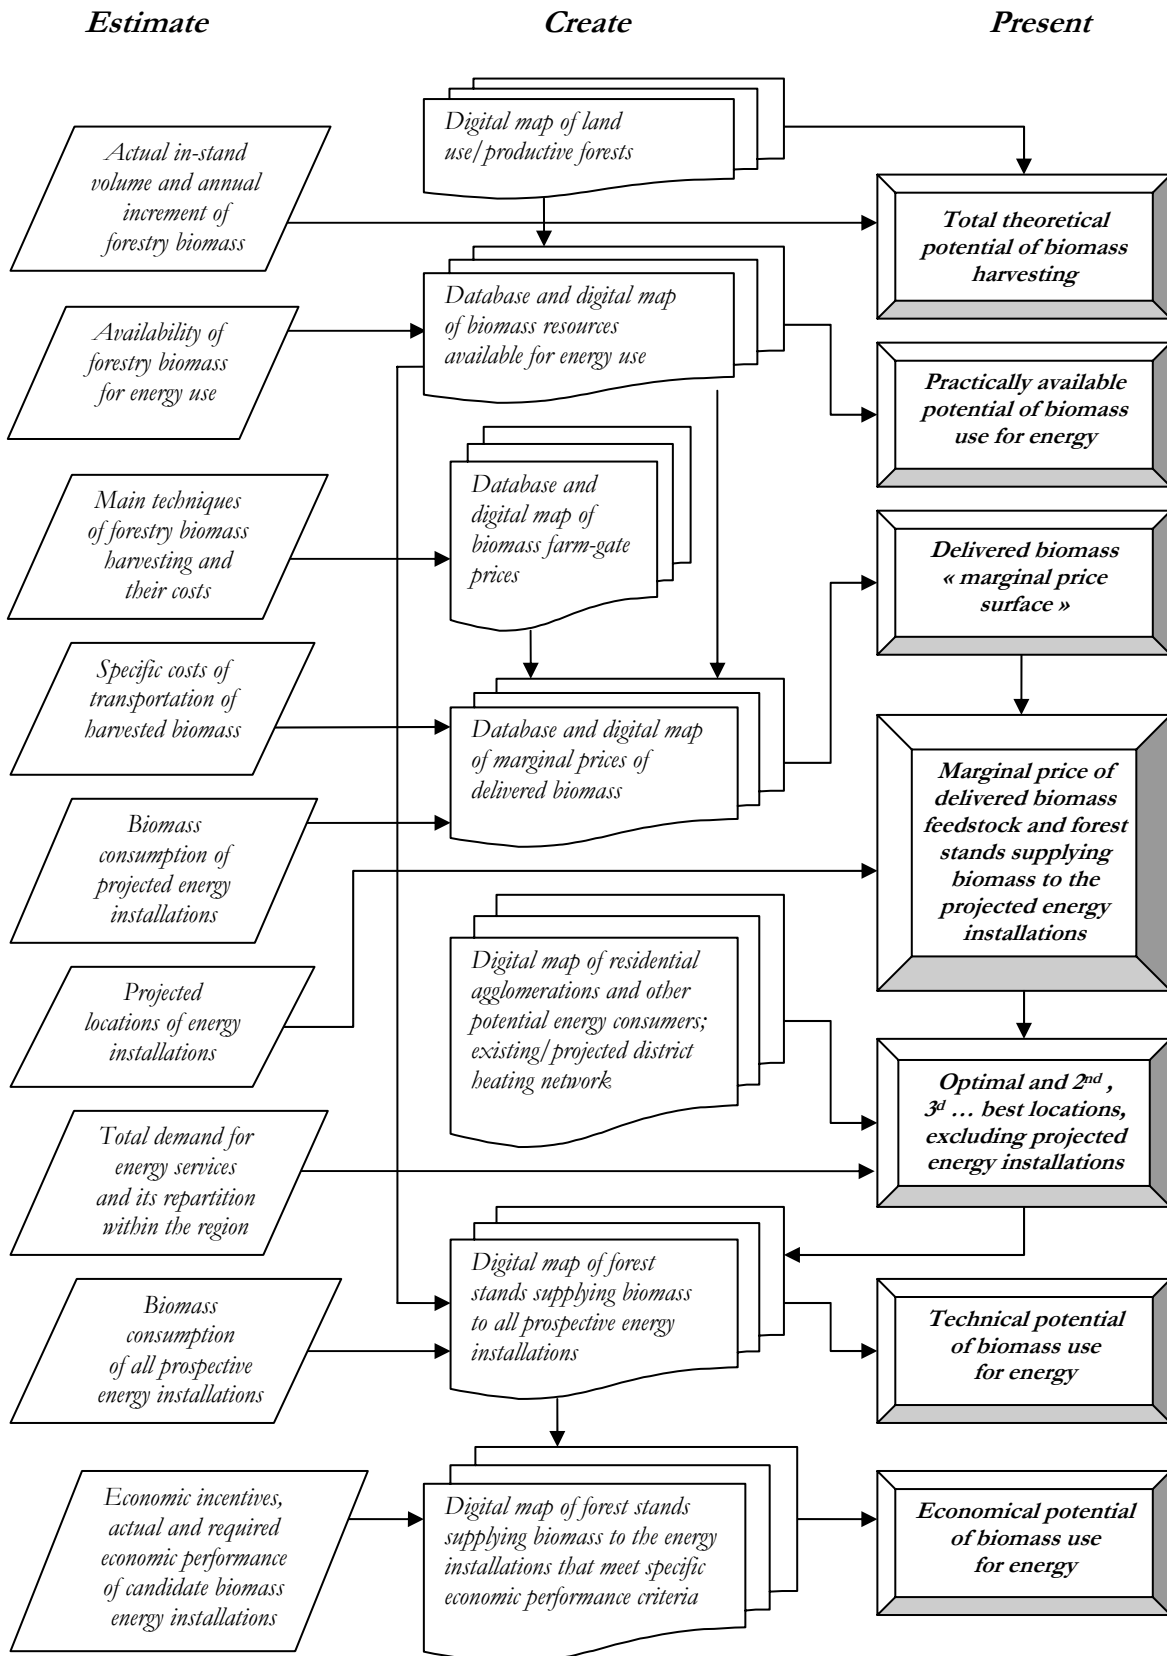 Estimate
Create
Present
Digital map of land
use/productive forests
Actual in-stand
volume and annual
increment of
forestry biomass
Total theoretical
potential of biomass
harvesting
Database and digital map
of biomass resources
available for energy use
Availability of
forestry biomass
for energy use
Practically available
potential of biomass
use for energy
Main techniques
of forestry biomass
harvesting and
their costs
Database and
digital map of
biomass farm-gate
prices
Delivered biomass
« marginal price
surface »
Specific costs of
transportation of
harvested biomass
Database and digital map
of marginal prices of
delivered biomass
Marginal price of
delivered biomass
feedstock and forest
stands supplying
biomass to the
projected energy
installations
Biomass
consumption of
projected energy
installations
Digital map of residential
agglomerations and other
potential energy consumers;
existing/projected district
heating network
Projected
locations of energy
installations
Optimal and 2nd ,
3d … best locations,
excluding projected
energy installations
Total demand for
energy services
and its repartition
within the region
Digital map of forest
stands supplying biomass
to all prospective energy
installations
Biomass
consumption
of all prospective
energy installations
Technical potential
of biomass use
for energy
Economic incentives,
actual and required
economic performance
of candidate biomass
energy installations
Digital map of forest stands
supplying biomass to the energy
installations that meet specific
economic performance criteria
Economical potential
of biomass use
for energy